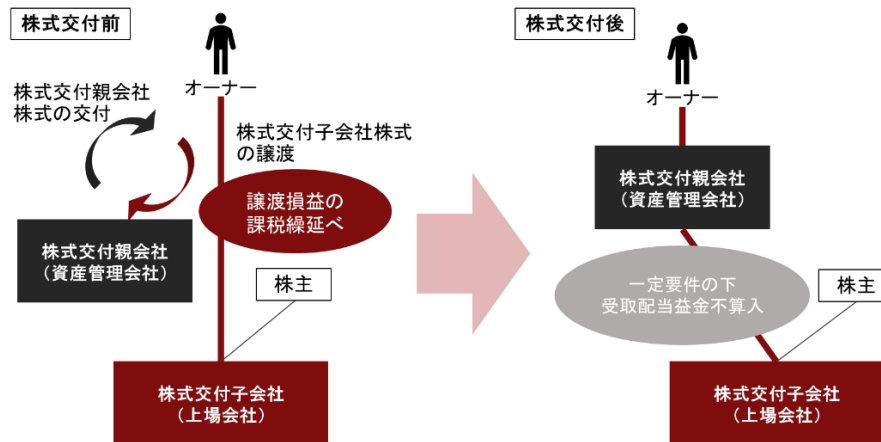 株式交付前
オーナー
株式交付親会社
株式の交付
株式交付子会社株式
の譲渡
譲渡損益の
課税繰延べ
株式交付親会社
（資産管理会社）
株主
株式交付子会社
（上場会社）
株式交付後
オーナー
株式交付親会社
（資産管理会社）
一定要件の下
受取配当益金不算入
株主
株式交付子会社
（上場会社）